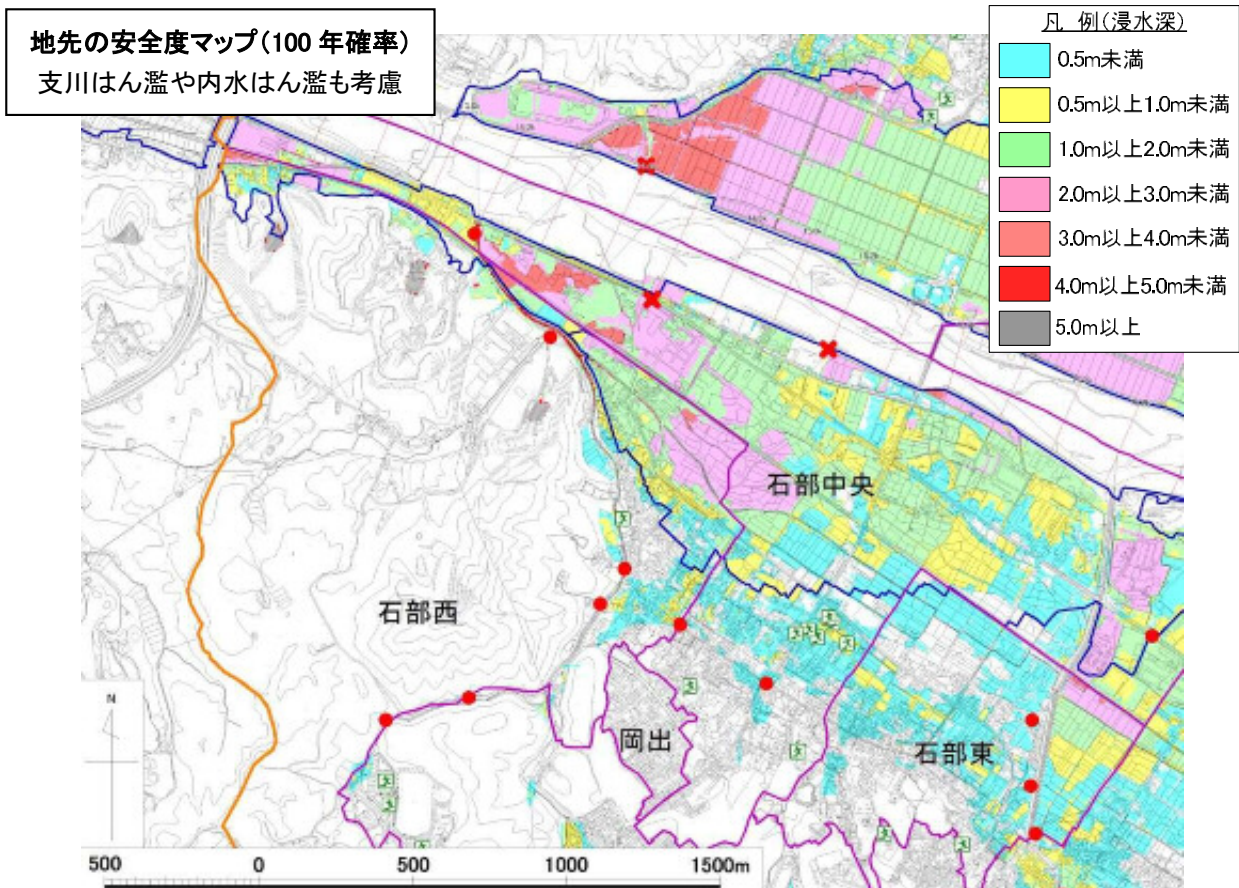 地先の安全度マップ(100 年確率)
支川はん濫や内水はん濫も考慮
凡 例(浸水深)
0.5m未満
0.5m以上1.0m未満
1.0m以上2.0m未満
2.0m以上3.0m未満
3.0m以上4.0m未満
4.0m以上5.0m未満
5.0m以上
石部中央
石部西
岡出
石部東
N
500 0 500 1000 1500m